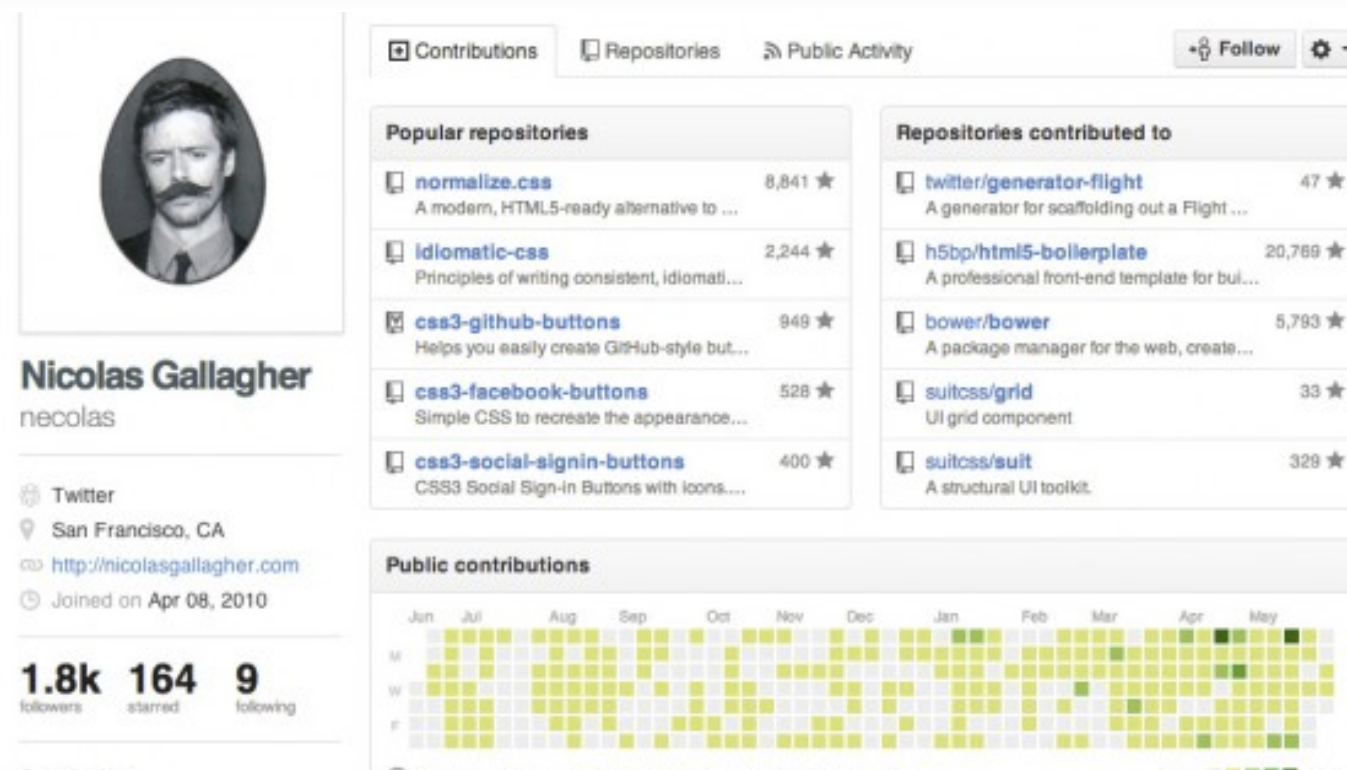 Contributions
Repositories
Public Activity
Follow
Popular repositories
normalize.css 8,841
A modern, HTML5-ready alternative to ...
idiomatic-css 2,244
Principles of writing consistent, idiomati...
css3-github-buttons 949
Helps you easily create GitHub-style but...
css3-facebook-buttons 528
Simple CSS to recreate the appearance...
css3-social-signin-buttons 400
CSS3 Social Sign-in Buttons with icons....
Repositories contributed to
twitter/generator-flight 47
A generator for scaffolding out a Flight ...
h5bp/html5-boilerplate 20,769
A professional front-end template for bui...
bower/bower 5,793
A package manager for the web, create...
suitcss/grid 33
UI grid component
suitcss/suit 329
A structural UI toolkit.
Nicolas Gallagher
necolas
Twitter
San Francisco, CA
http://nicolasgallagher.com
Joined on Apr 08, 2010
1.8k 164 9
followers starred following
Public contributions
Jun Jul Aug Sep Oct Nov Dec Jan Feb Mar Apr May
M
W
F